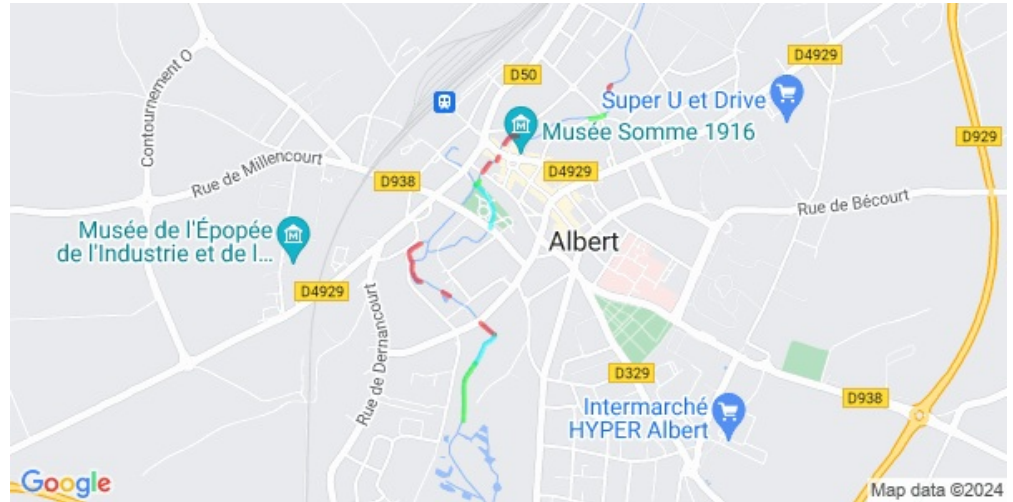 D4929
D50
Contournement O
Super U et Drive
Musée Somme 1916
D929
Rue de Millencourt
D938
D4929
Rue de Bécourt
Musée de l'Épopée
de l'Industrie et de l...
Albert
D4929
Rue de Dernancourt
D329
D938
Intermarché
HYPER Albert
Google
Map data ©2024